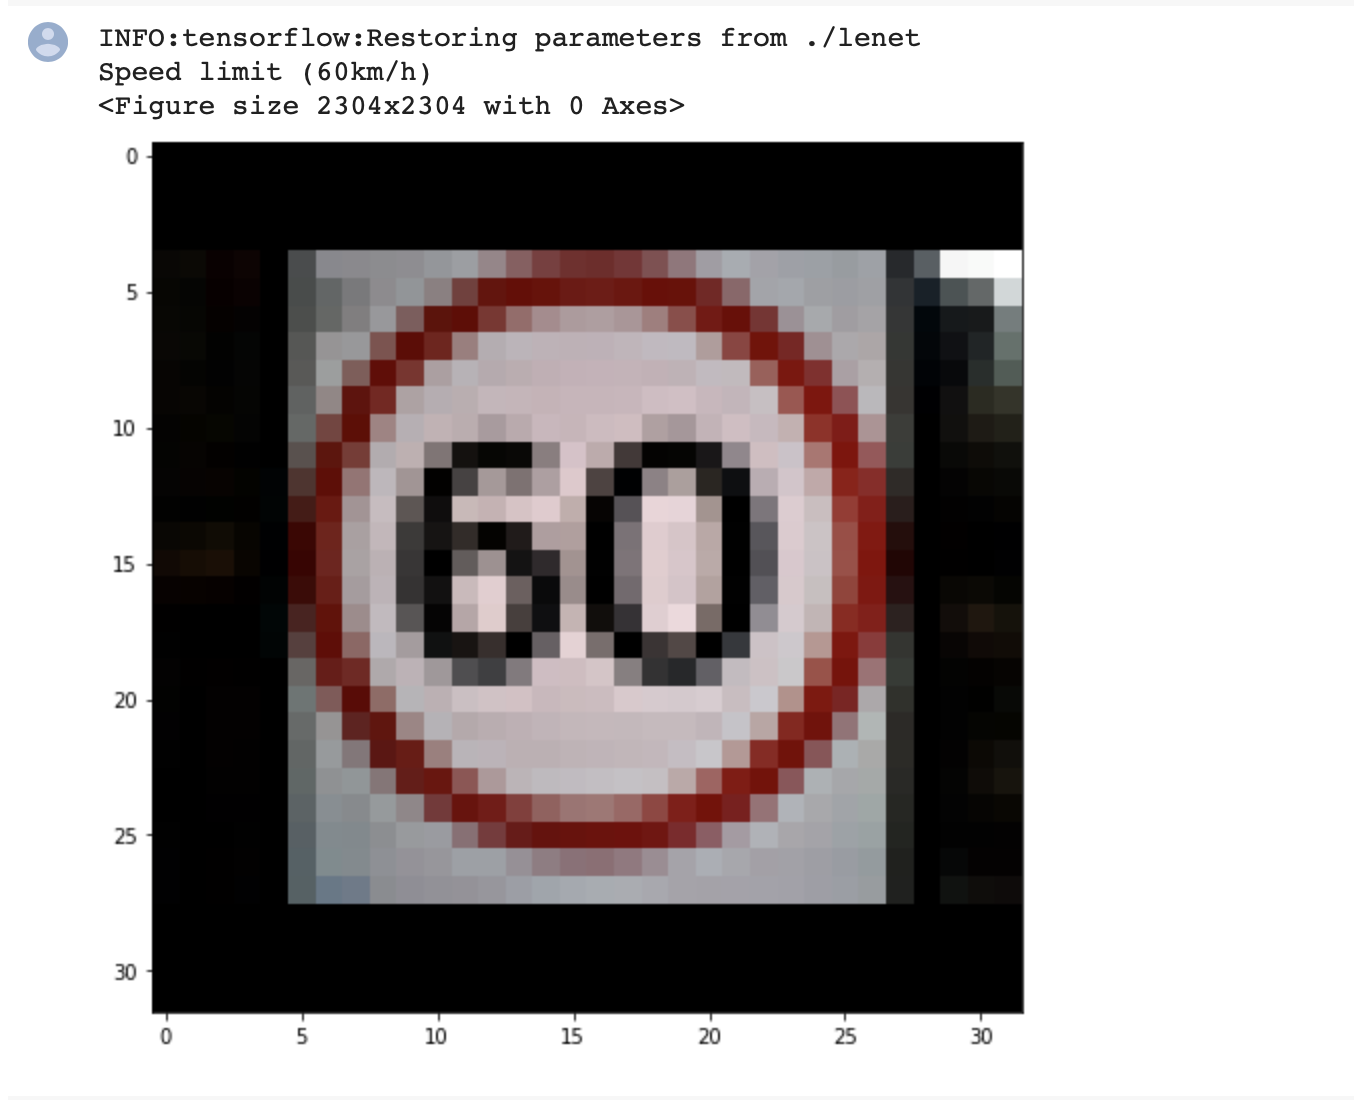 INFO:tensorflow:Restoring parameters from ./lenet
Speed limit (60km/h)
<Figure size 2304x2304 with 0 Axes>
0
5
10
15
20
25
30
60
0 5 10 15 20 25 30